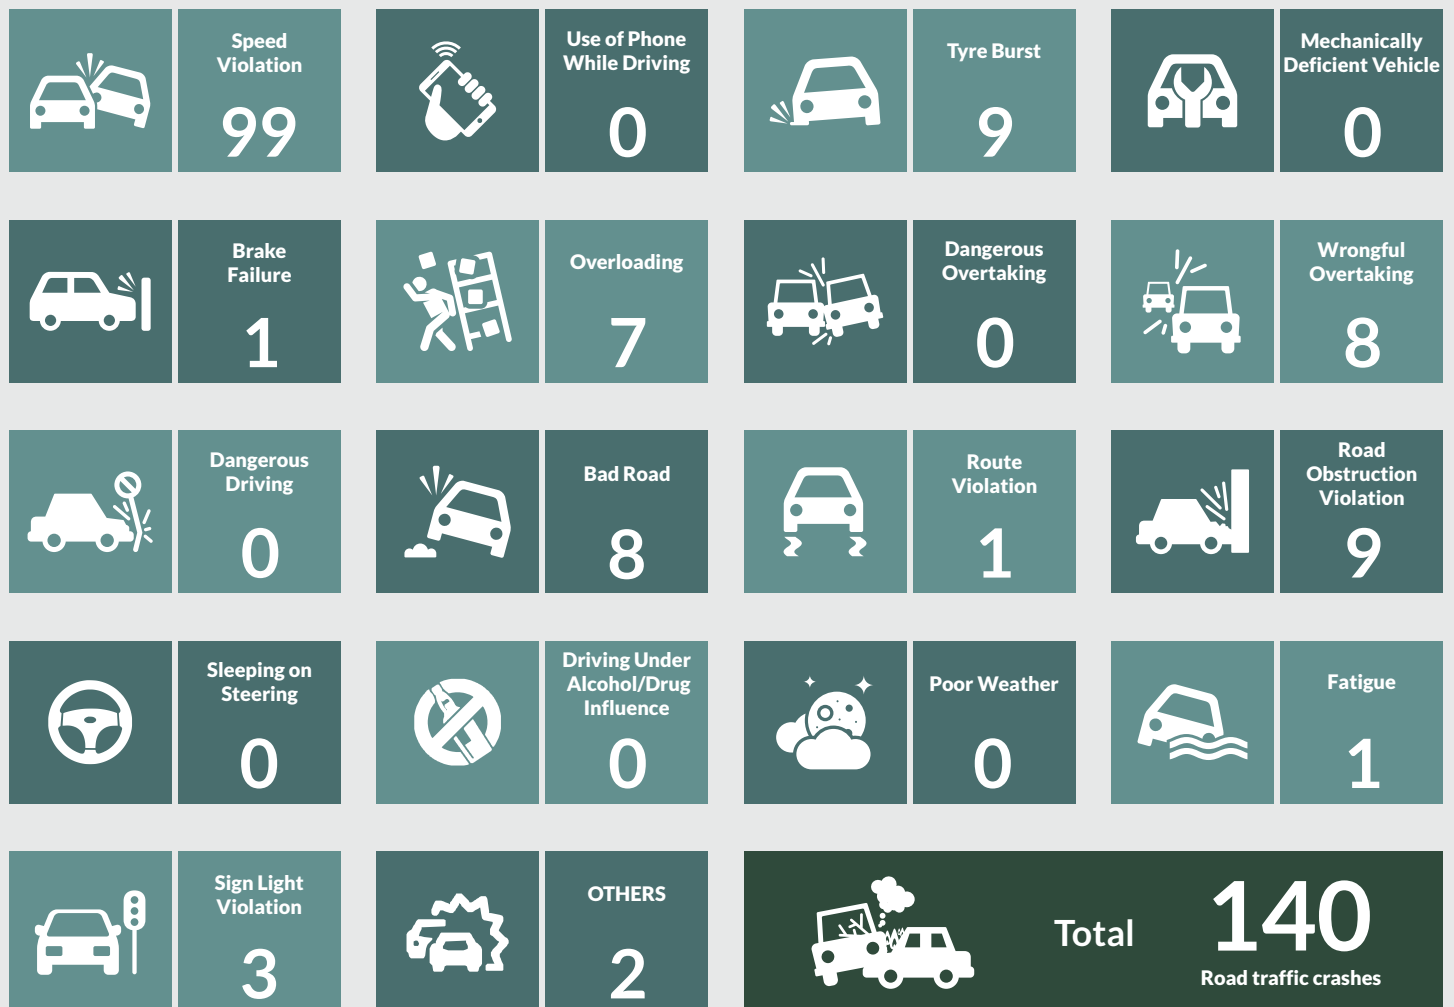 Speed
Violation
99
Use of Phone
While Driving
0
Tyre Burst
9
Mechanically
Deficient Vehicle
0
Brake
Failure
1
Overloading
7
Dangerous
Overtaking
0
Wrongful
Overtaking
8
Dangerous
Driving
0
Bad Road
8
Route
Violation
1
Road
Obstruction
Violation
9
Sleeping on
Steering
0
Driving Under
Alcohol/Drug
Influence
0
Poor Weather
0
Fatigue
1
Sign Light
Violation
3
OTHERS
2
Total
140
Road traffic crashes